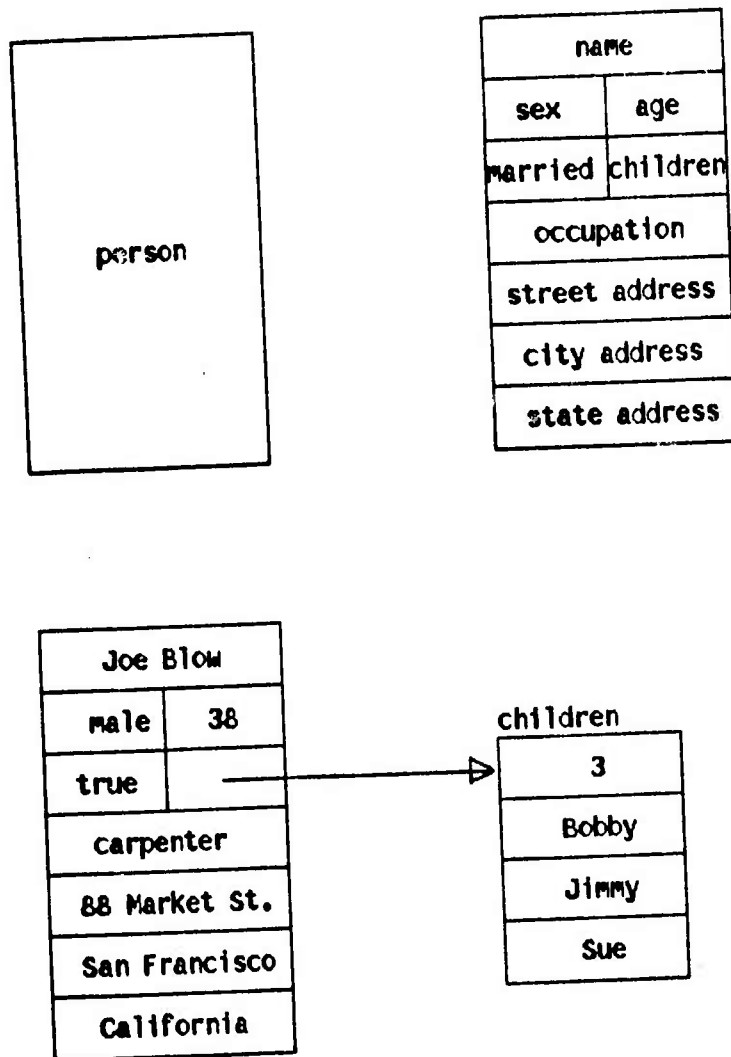 person
name
sex age
married children
occupation
street address
city address
state address
Joe Blow
male 38
true
carpenter
88 Market St.
San Francisco
California
children
3
Bobby
Jimmy
Sue